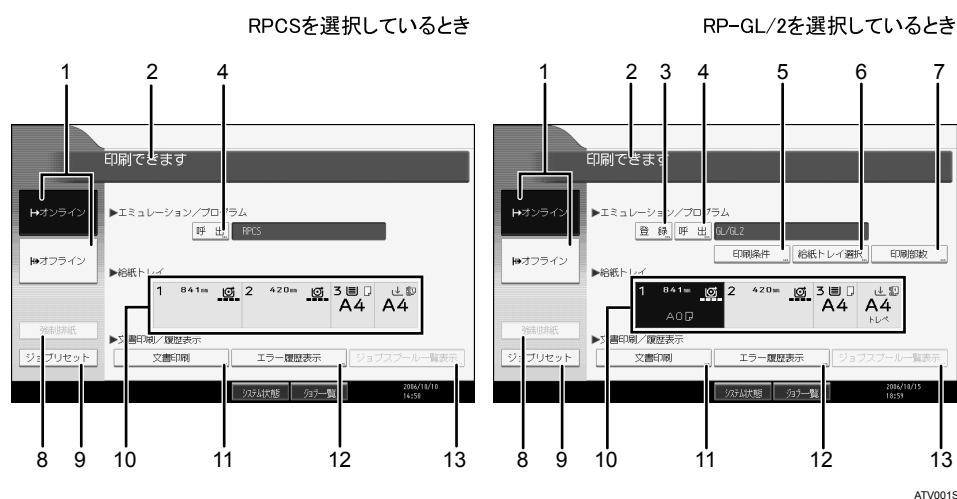 RPCSを選択しているとき
1 2 4
印刷できます
オンライン
オフライン
▶エミュレーション／プログラム
呼 出
RPCS
▶給紙トレイ
1 841mm
2 420mm
3
A4
A4
強制排紙
ジョブリセット
▶文書印刷／履歴表示
文書印刷
エラー履歴表示
ジョブスプール一覧表示
システム状態
ジョブ一覧
2006/10/10
14:50
8 9 10 11 12 13
RP-GL/2を選択しているとき
1 2 3 4 5 6 7
印刷できます
オンライン
オフライン
▶エミュレーション／プログラム
登 録
呼 出
GL/GL2
印刷条件
給紙トレイ選択
印刷部数
▶給紙トレイ
1 841mm
A0
2 420mm
3
A4
A4
トレペ
強制排紙
ジョブリセット
▶文書印刷／履歴表示
文書印刷
エラー履歴表示
ジョブスプール一覧表示
システム状態
ジョブ一覧
2006/10/15
18:59
8 9 10 11 12 13
ATV001S